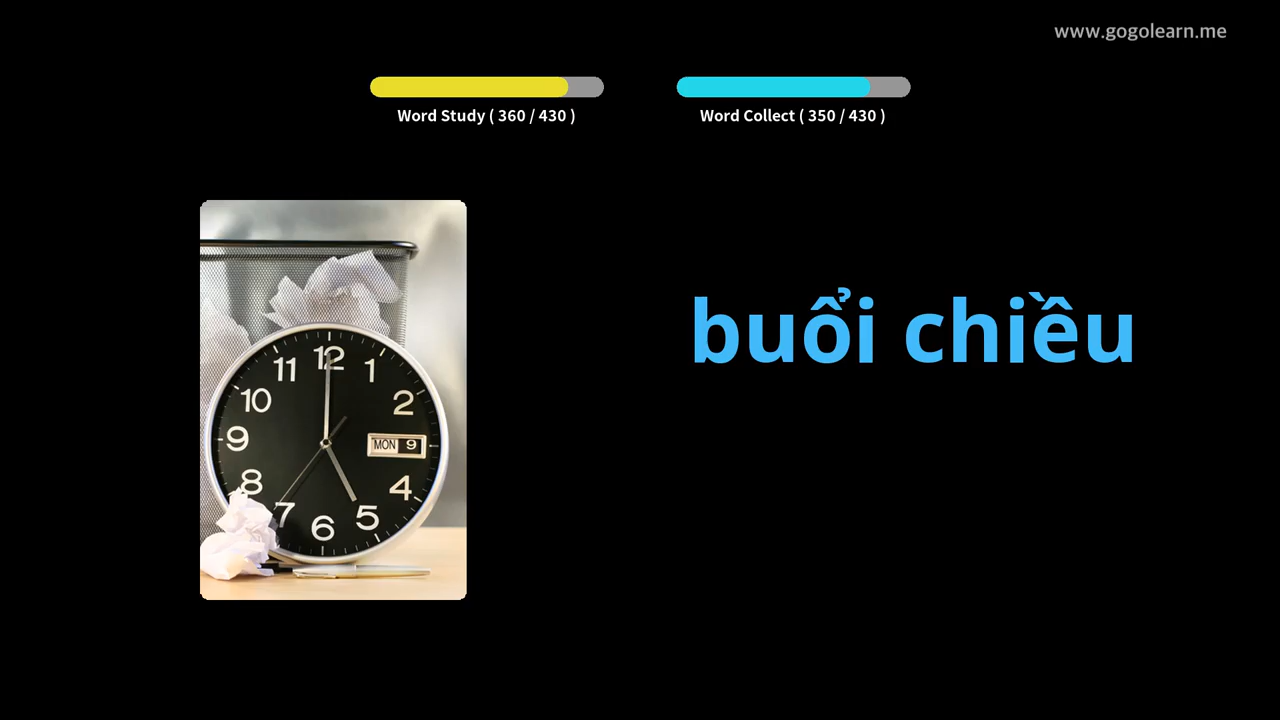 www.gogolearn.me
Word Study ( 360 / 430 )
Word Collect ( 350 / 430 )
buổi chiều
12
11
1
10
2
9
MON 9
8
4
7
5
6